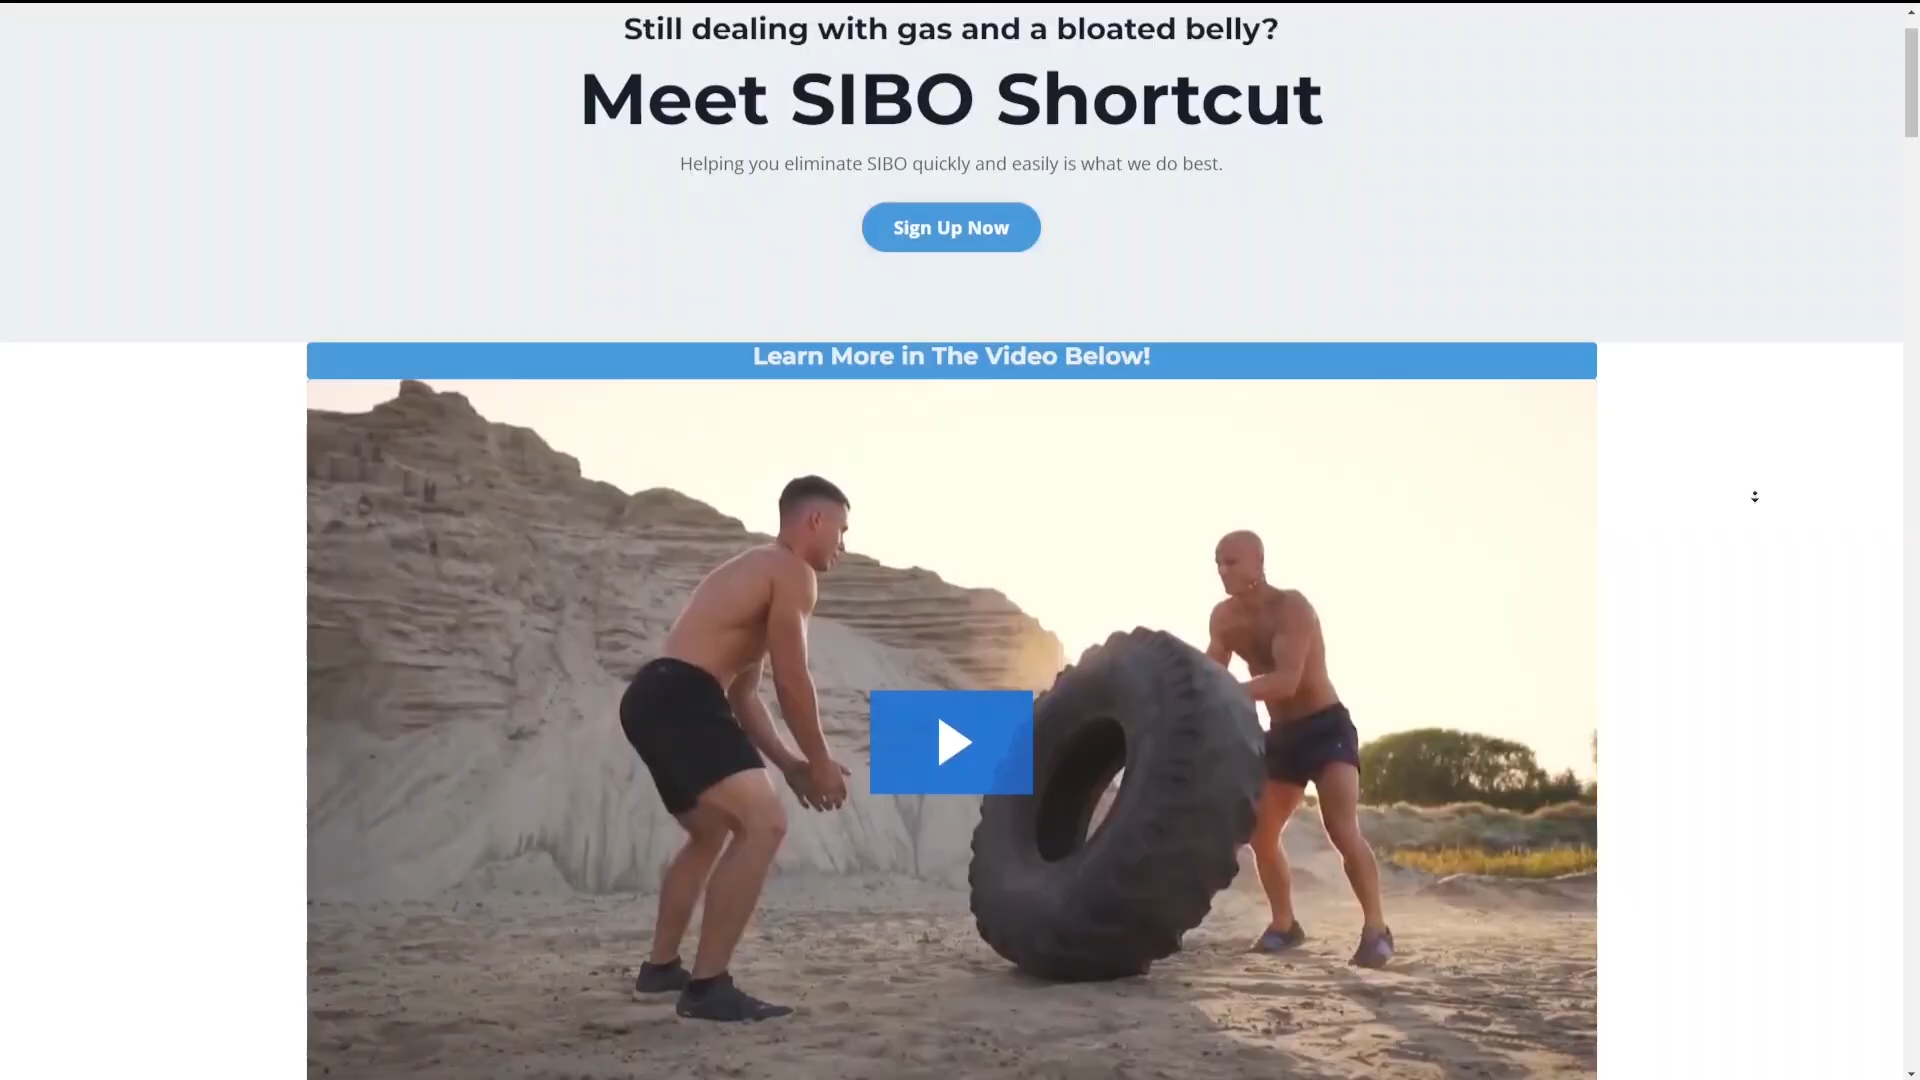 Still dealing with gas and a bloated belly?
Meet SIBO Shortcut
Helping you eliminate SIBO quickly and easily is what we do best.
Sign Up Now
Learn More in The Video Below!